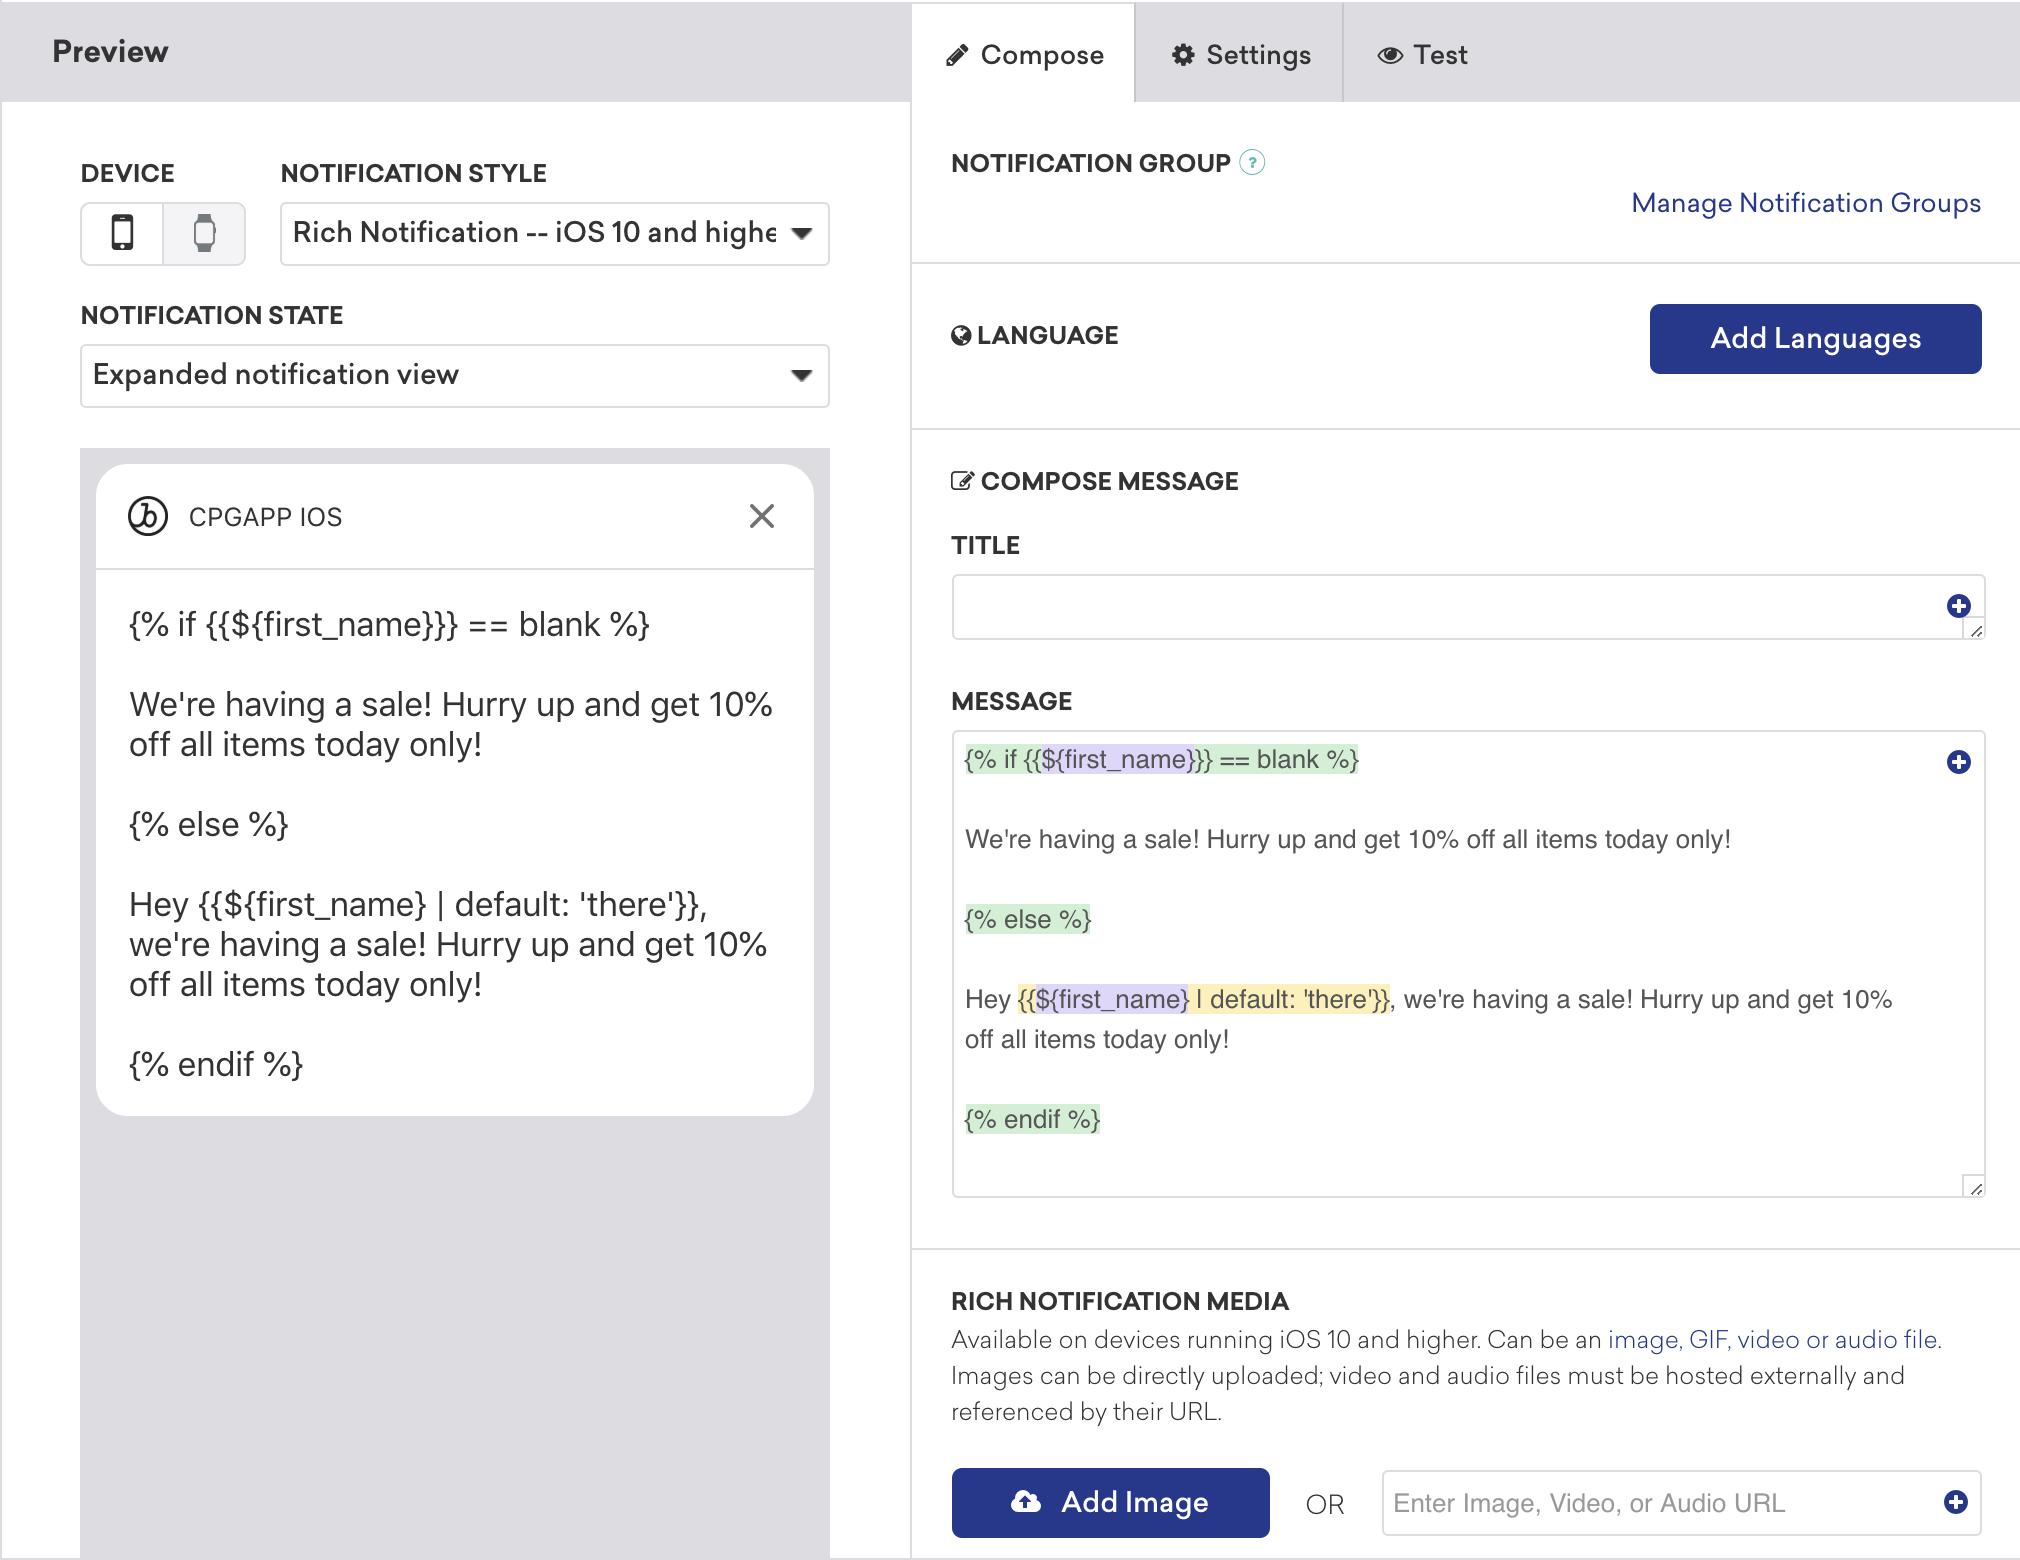 Preview
DEVICE
NOTIFICATION STYLE
Rich Notification -- iOS 10 and highe
NOTIFICATION STATE
Expanded notification view
CPGAPP IOS
{% if {{${first_name}}} == blank %}
We're having a sale! Hurry up and get 10%
off all items today only!
{% else %}
Hey {{${first_name} | default: 'there'}},
we're having a sale! Hurry up and get 10%
off all items today only!
{% endif %}
Compose
Settings
Test
NOTIFICATION GROUP ?
Manage Notification Groups
LANGUAGE
Add Languages
COMPOSE MESSAGE
TITLE
MESSAGE
{% if {{${first_name}}} == blank %}
We're having a sale! Hurry up and get 10% off all items today only!
{% else %}
Hey {{${first_name} | default: 'there'}}, we're having a sale! Hurry up and get 10%
off all items today only!
{% endif %}
RICH NOTIFICATION MEDIA
Available on devices running iOS 10 and higher. Can be an image, GIF, video or audio file.
Images can be directly uploaded; video and audio files must be hosted externally and
referenced by their URL.
Add Image
OR
Enter Image, Video, or Audio URL